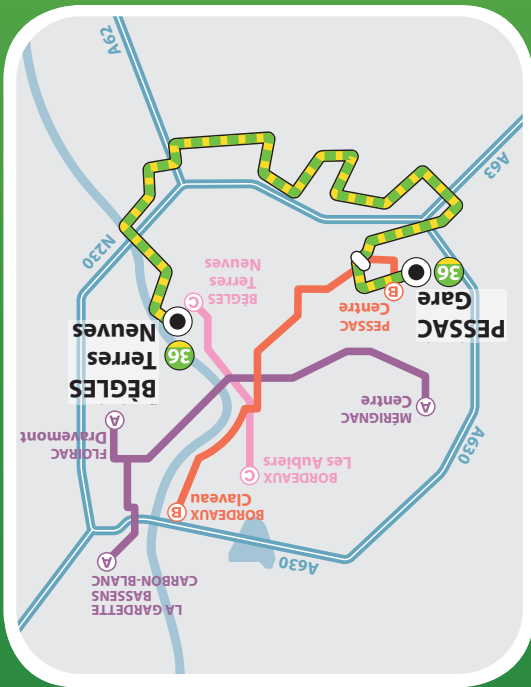 LA GARDETTE
BASSENS
CARBON-BLANC
A
A630
BORDEAUX
Claveau
B
BORDEAUX
Les Aubiers
C
A630
FLOIRAC
Dravemont
A
MÉRIGNAC
Centre
A
BÈGLES
Terres
Neuves
36
PESSAC
Gare
36
PESSAC
Centre
B
BÈGLES
Terres
Neuves
C
N230
A63
A62